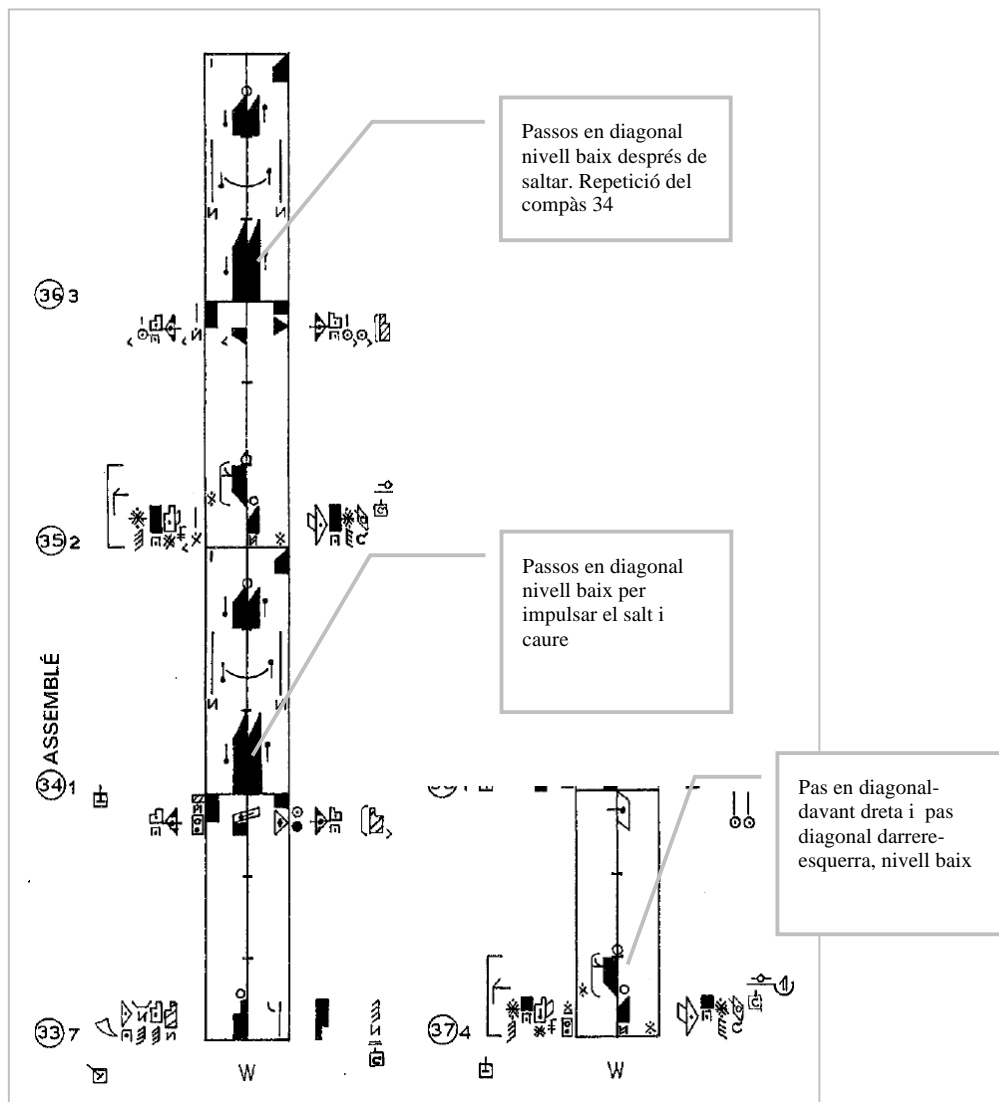 Passos en diagonal
nivell baix després de
saltar. Repetició del
compàs 34
36 3
35 2
Passos en diagonal
nivell baix per
impulsar el salt i
caure
ASSEMBLÉ
34 1
Pas en diagonal-
davant dreta i pas
diagonal darrere-
esquerra, nivell baix
33 7
37 4
W
W